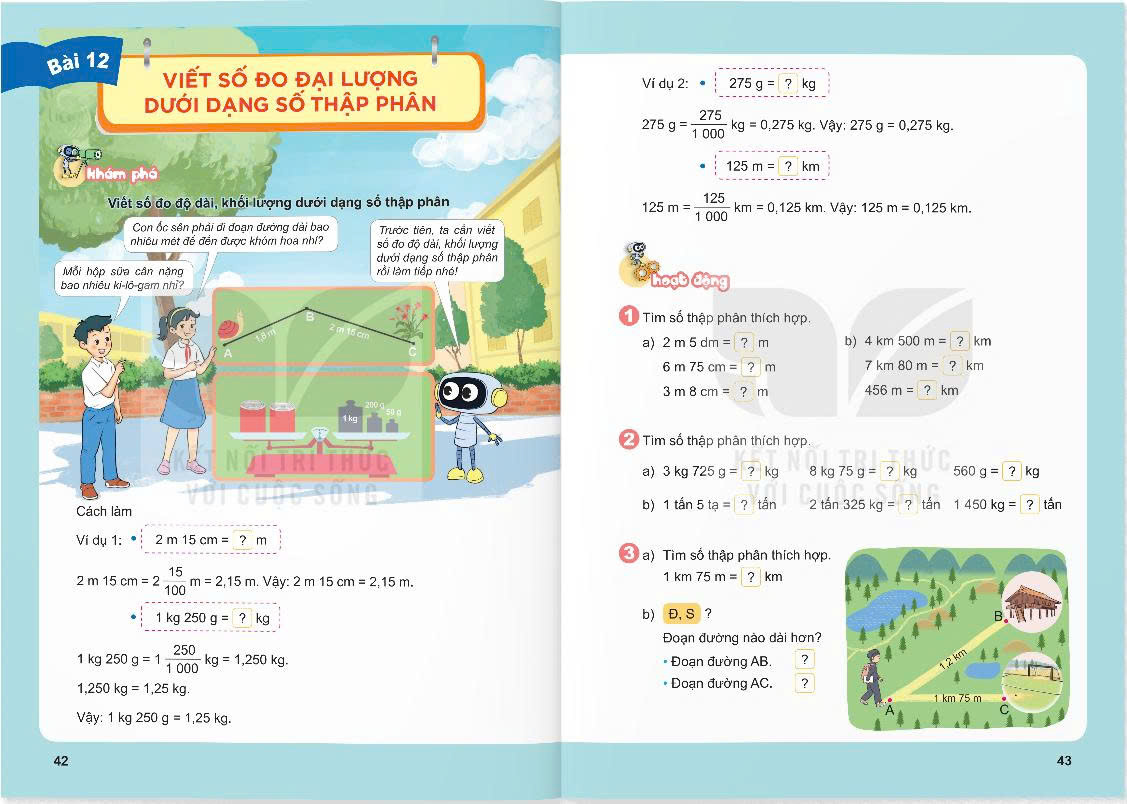 Bài 12
VIẾT SỐ ĐO ĐẠI LƯỢNG
DƯỚI DẠNG SỐ THẬP PHÂN
khám phá
Viết số đo độ dài, khối lượng dưới dạng số thập phân
Con ốc sên phải đi đoạn đường dài bao
nhiêu mét để đến được khóm hoa nhỉ?
Trước tiên, ta cần viết
số đo độ dài, khối lượng
dưới dạng số thập phân
rồi làm tiếp nhé!
Mỗi hộp sữa cân nặng
bao nhiêu ki-lô-gam nhỉ?
B
1,8 m
2 m 15 cm
A
C
200 g
1 kg
50 g
KẾT NỐI TRI THỨC
VỚI CUỘC SỐNG
Cách làm
Ví dụ 1: • 2 m 15 cm = ? m
2 m 15 cm = 2 15/100 m = 2,15 m. Vậy: 2 m 15 cm = 2,15 m.
• 1 kg 250 g = ? kg
1 kg 250 g = 1 250/1 000 kg = 1,250 kg.
1,250 kg = 1,25 kg.
Vậy: 1 kg 250 g = 1,25 kg.
42
Ví dụ 2: • 275 g = ? kg
275 g = 275/1 000 kg = 0,275 kg. Vậy: 275 g = 0,275 kg.
• 125 m = ? km
125 m = 125/1 000 km = 0,125 km. Vậy: 125 m = 0,125 km.
hoạt động
1 Tìm số thập phân thích hợp.
a) 2 m 5 dm = ? m
6 m 75 cm = ? m
3 m 8 cm = ? m
b) 4 km 500 m = ? km
7 km 80 m = ? km
456 m = ? km
2 Tìm số thập phân thích hợp.
KẾT NỐI TRI THỨC
VỚI CUỘC SỐNG
a) 3 kg 725 g = ? kg 8 kg 75 g = ? kg 560 g = ? kg
b) 1 tấn 5 tạ = ? tấn 2 tấn 325 kg = ? tấn 1 450 kg = ? tấn
3 a) Tìm số thập phân thích hợp.
1 km 75 m = ? km
b) Đ, S ?
Đoạn đường nào dài hơn?
• Đoạn đường AB. ?
• Đoạn đường AC. ?
B
1,2 km
1 km 75 m
A
C
43